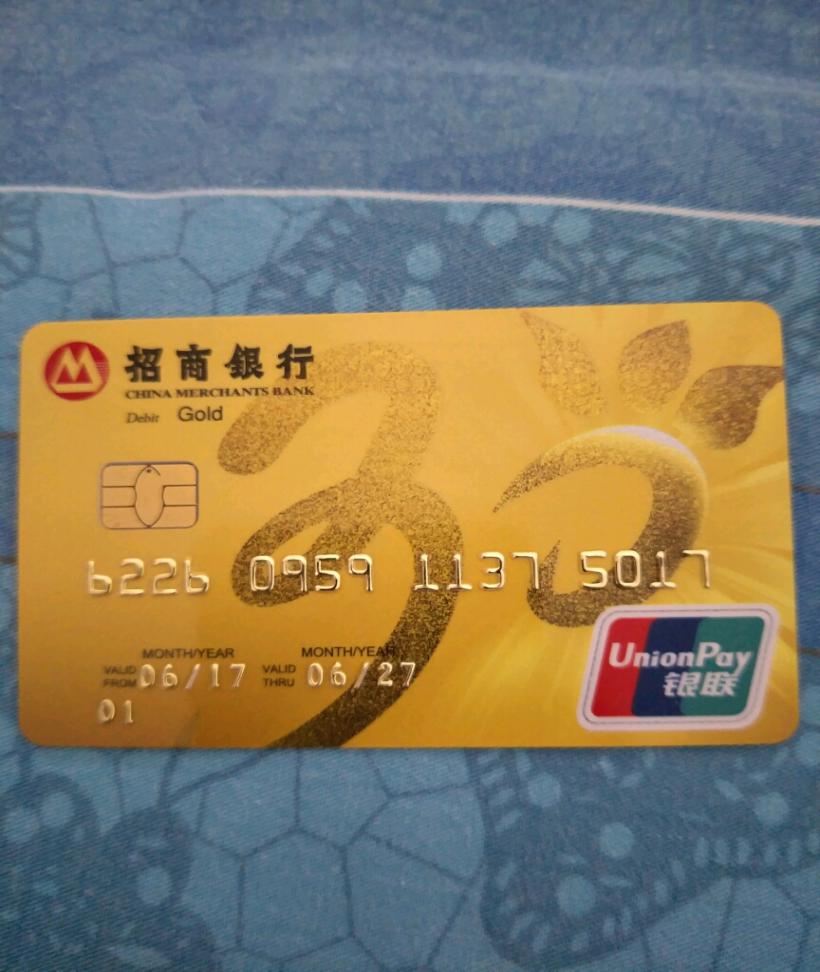 招商銀行
CHINA MERCHANTS BANK
Debit Gold
6226 0959 1137 5017
MONTH/YEAR MONTH/YEAR
VALID FROM 06/17 VALID THRU 06/27
01
UnionPay
银联